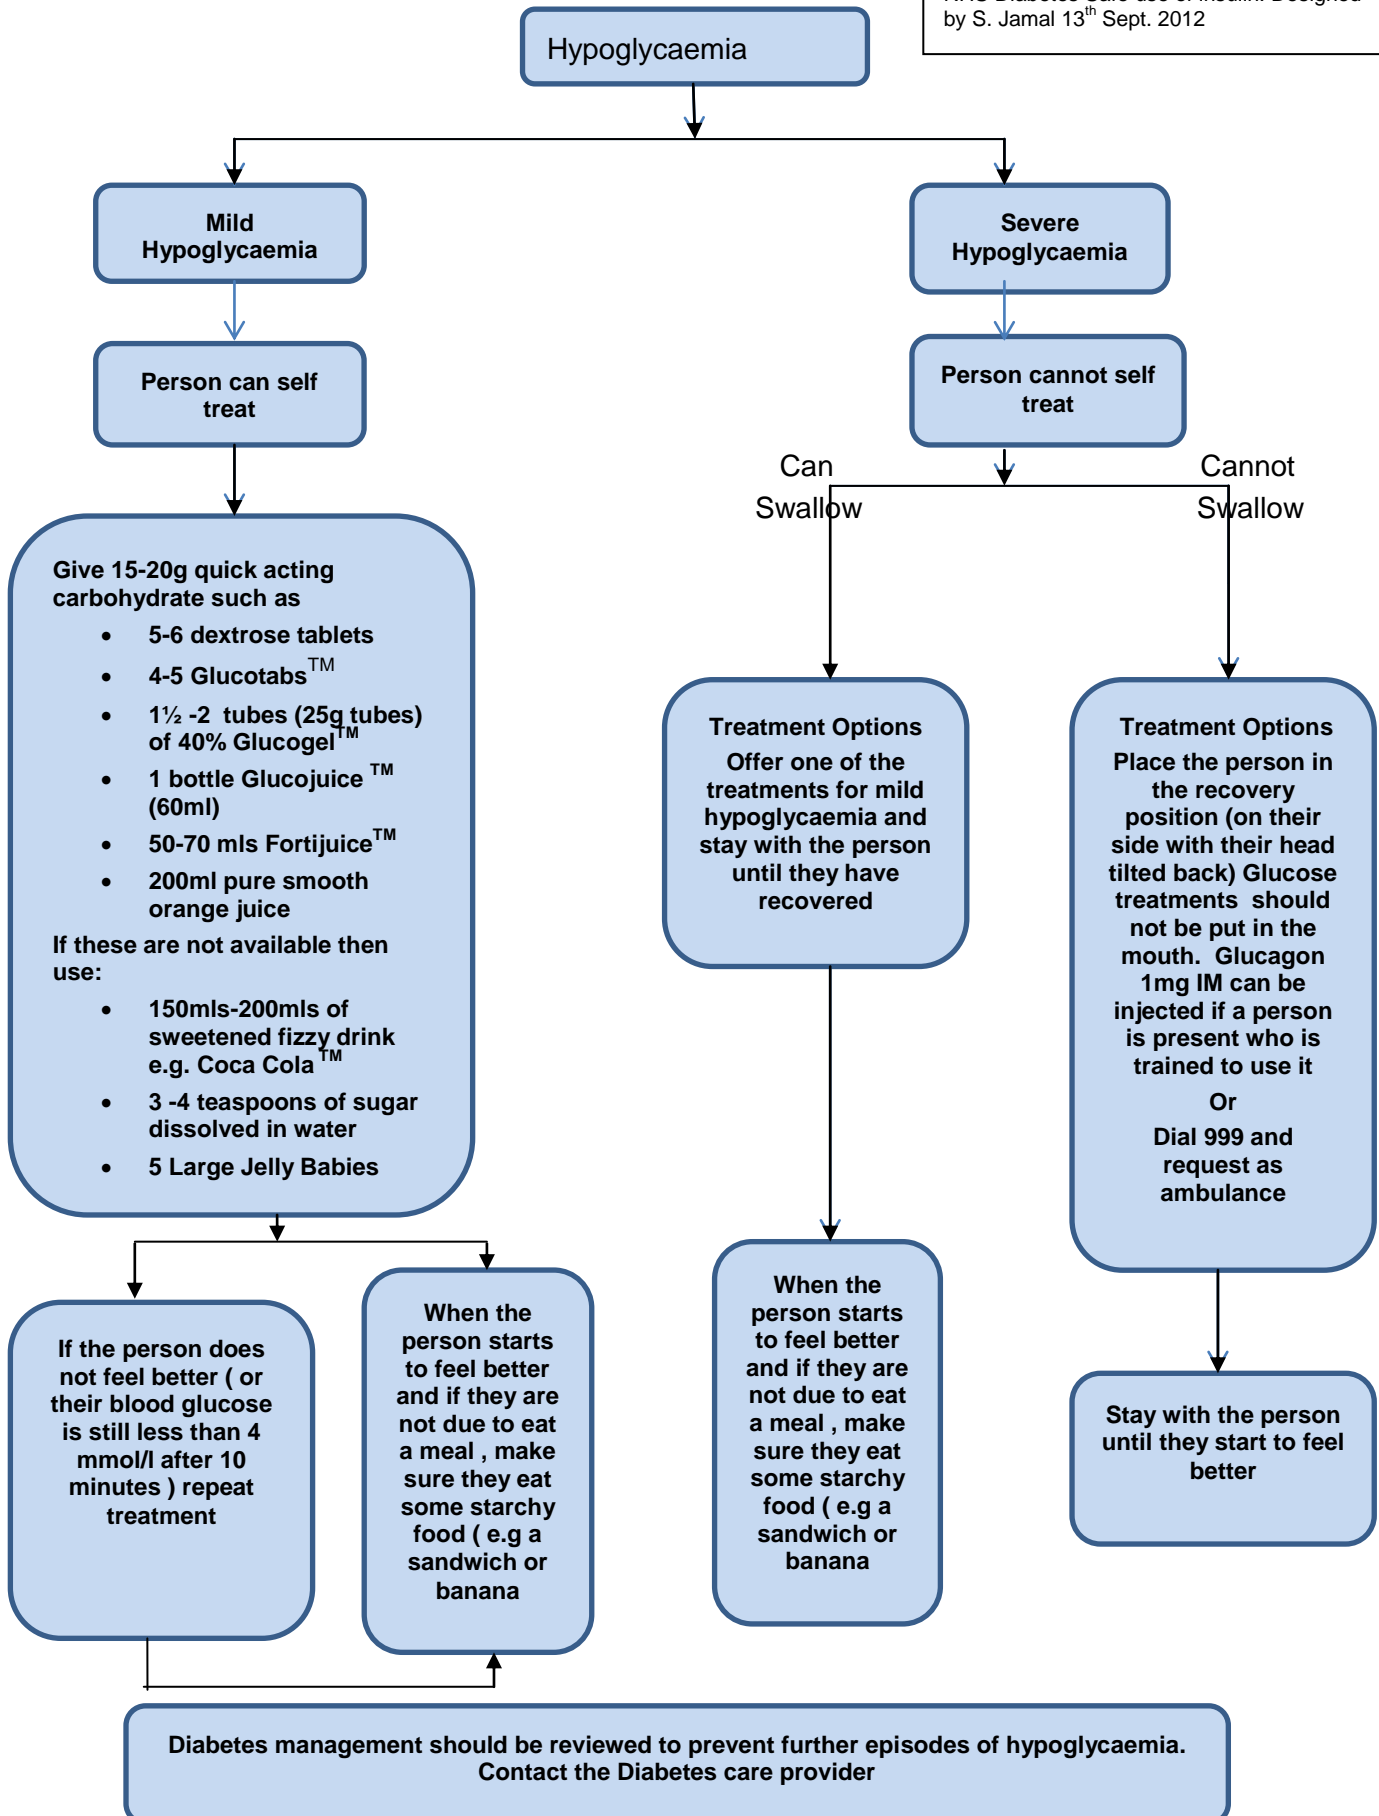 by S. Jamal 13th Sept. 2012
Hypoglycaemia
Mild
Hypoglycaemia
Severe
Hypoglycaemia
Person can self
treat
Person cannot self
treat
Can
Swallow
Cannot
Swallow
Give 15-20g quick acting
carbohydrate such as
• 5-6 dextrose tablets
• 4-5 Glucotabs™
• 1½ -2 tubes (25g tubes)
of 40% Glucogel™
• 1 bottle Glucojuice ™
(60ml)
• 50-70 mls Fortijuice™
• 200ml pure smooth
orange juice
If these are not available then
use:
• 150mls-200mls of
sweetened fizzy drink
e.g. Coca Cola ™
• 3 -4 teaspoons of sugar
dissolved in water
• 5 Large Jelly Babies
Treatment Options
Offer one of the
treatments for mild
hypoglycaemia and
stay with the person
until they have
recovered
Treatment Options
Place the person in
the recovery
position (on their
side with their head
tilted back) Glucose
treatments should
not be put in the
mouth. Glucagon
1mg IM can be
injected if a person
is present who is
trained to use it
Or
Dial 999 and
request as
ambulance
If the person does
not feel better ( or
their blood glucose
is still less than 4
mmol/l after 10
minutes ) repeat
treatment
When the
person starts
to feel better
and if they are
not due to eat
a meal , make
sure they eat
some starchy
food ( e.g a
sandwich or
banana
When the
person starts
to feel better
and if they are
not due to eat
a meal , make
sure they eat
some starchy
food ( e.g a
sandwich or
banana
Stay with the person
until they start to feel
better
Diabetes management should be reviewed to prevent further episodes of hypoglycaemia.
Contact the Diabetes care provider